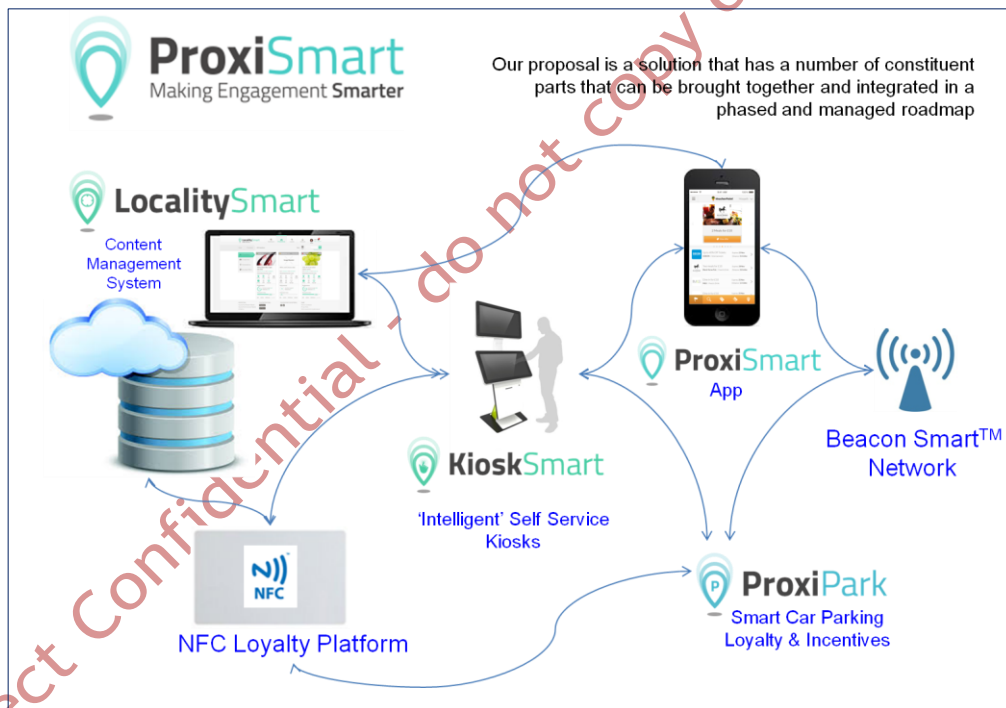 ProxiSmart
Making Engagement Smarter
Our proposal is a solution that has a number of constituent
parts that can be brought together and integrated in a
phased and managed roadmap
LocalitySmart
Content
Management
System
ProxiSmart
App
Beacon Smart™
Network
KioskSmart
'Intelligent' Self Service
Kiosks
N))
NFC
NFC Loyalty Platform
P
ProxiPark
Smart Car Parking
Loyalty & Incentives
ect Confidential - do not copy